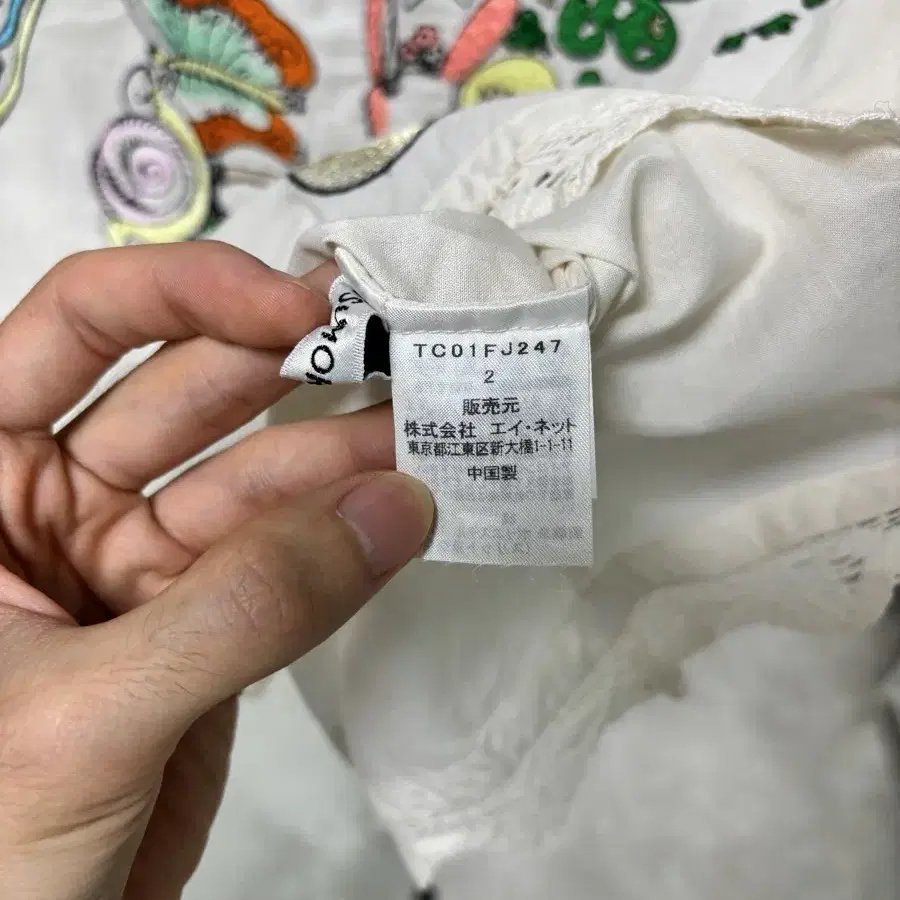 TC01FJ247
2
販売元
株式会社 エイ・ネット
東京都江東区新大橋1-1-11
中国製